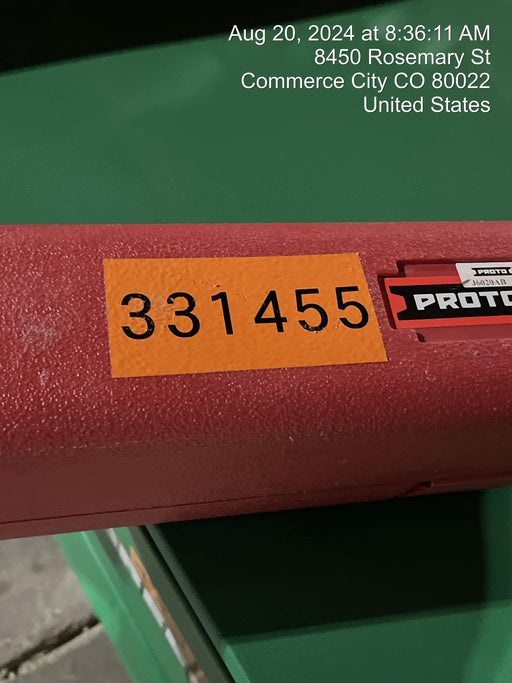 Aug 20, 2024 at 8:36:11 AM
8450 Rosemary St
Commerce City CO 80022
United States
331455
PROTO
J6020AB
PROTO